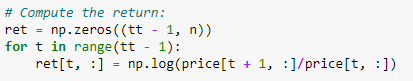 # Compute the return:
ret = np.zeros((tt - 1, n))
for t in range(tt - 1):
    ret[t, :] = np.log(price[t + 1, :]/price[t, :])